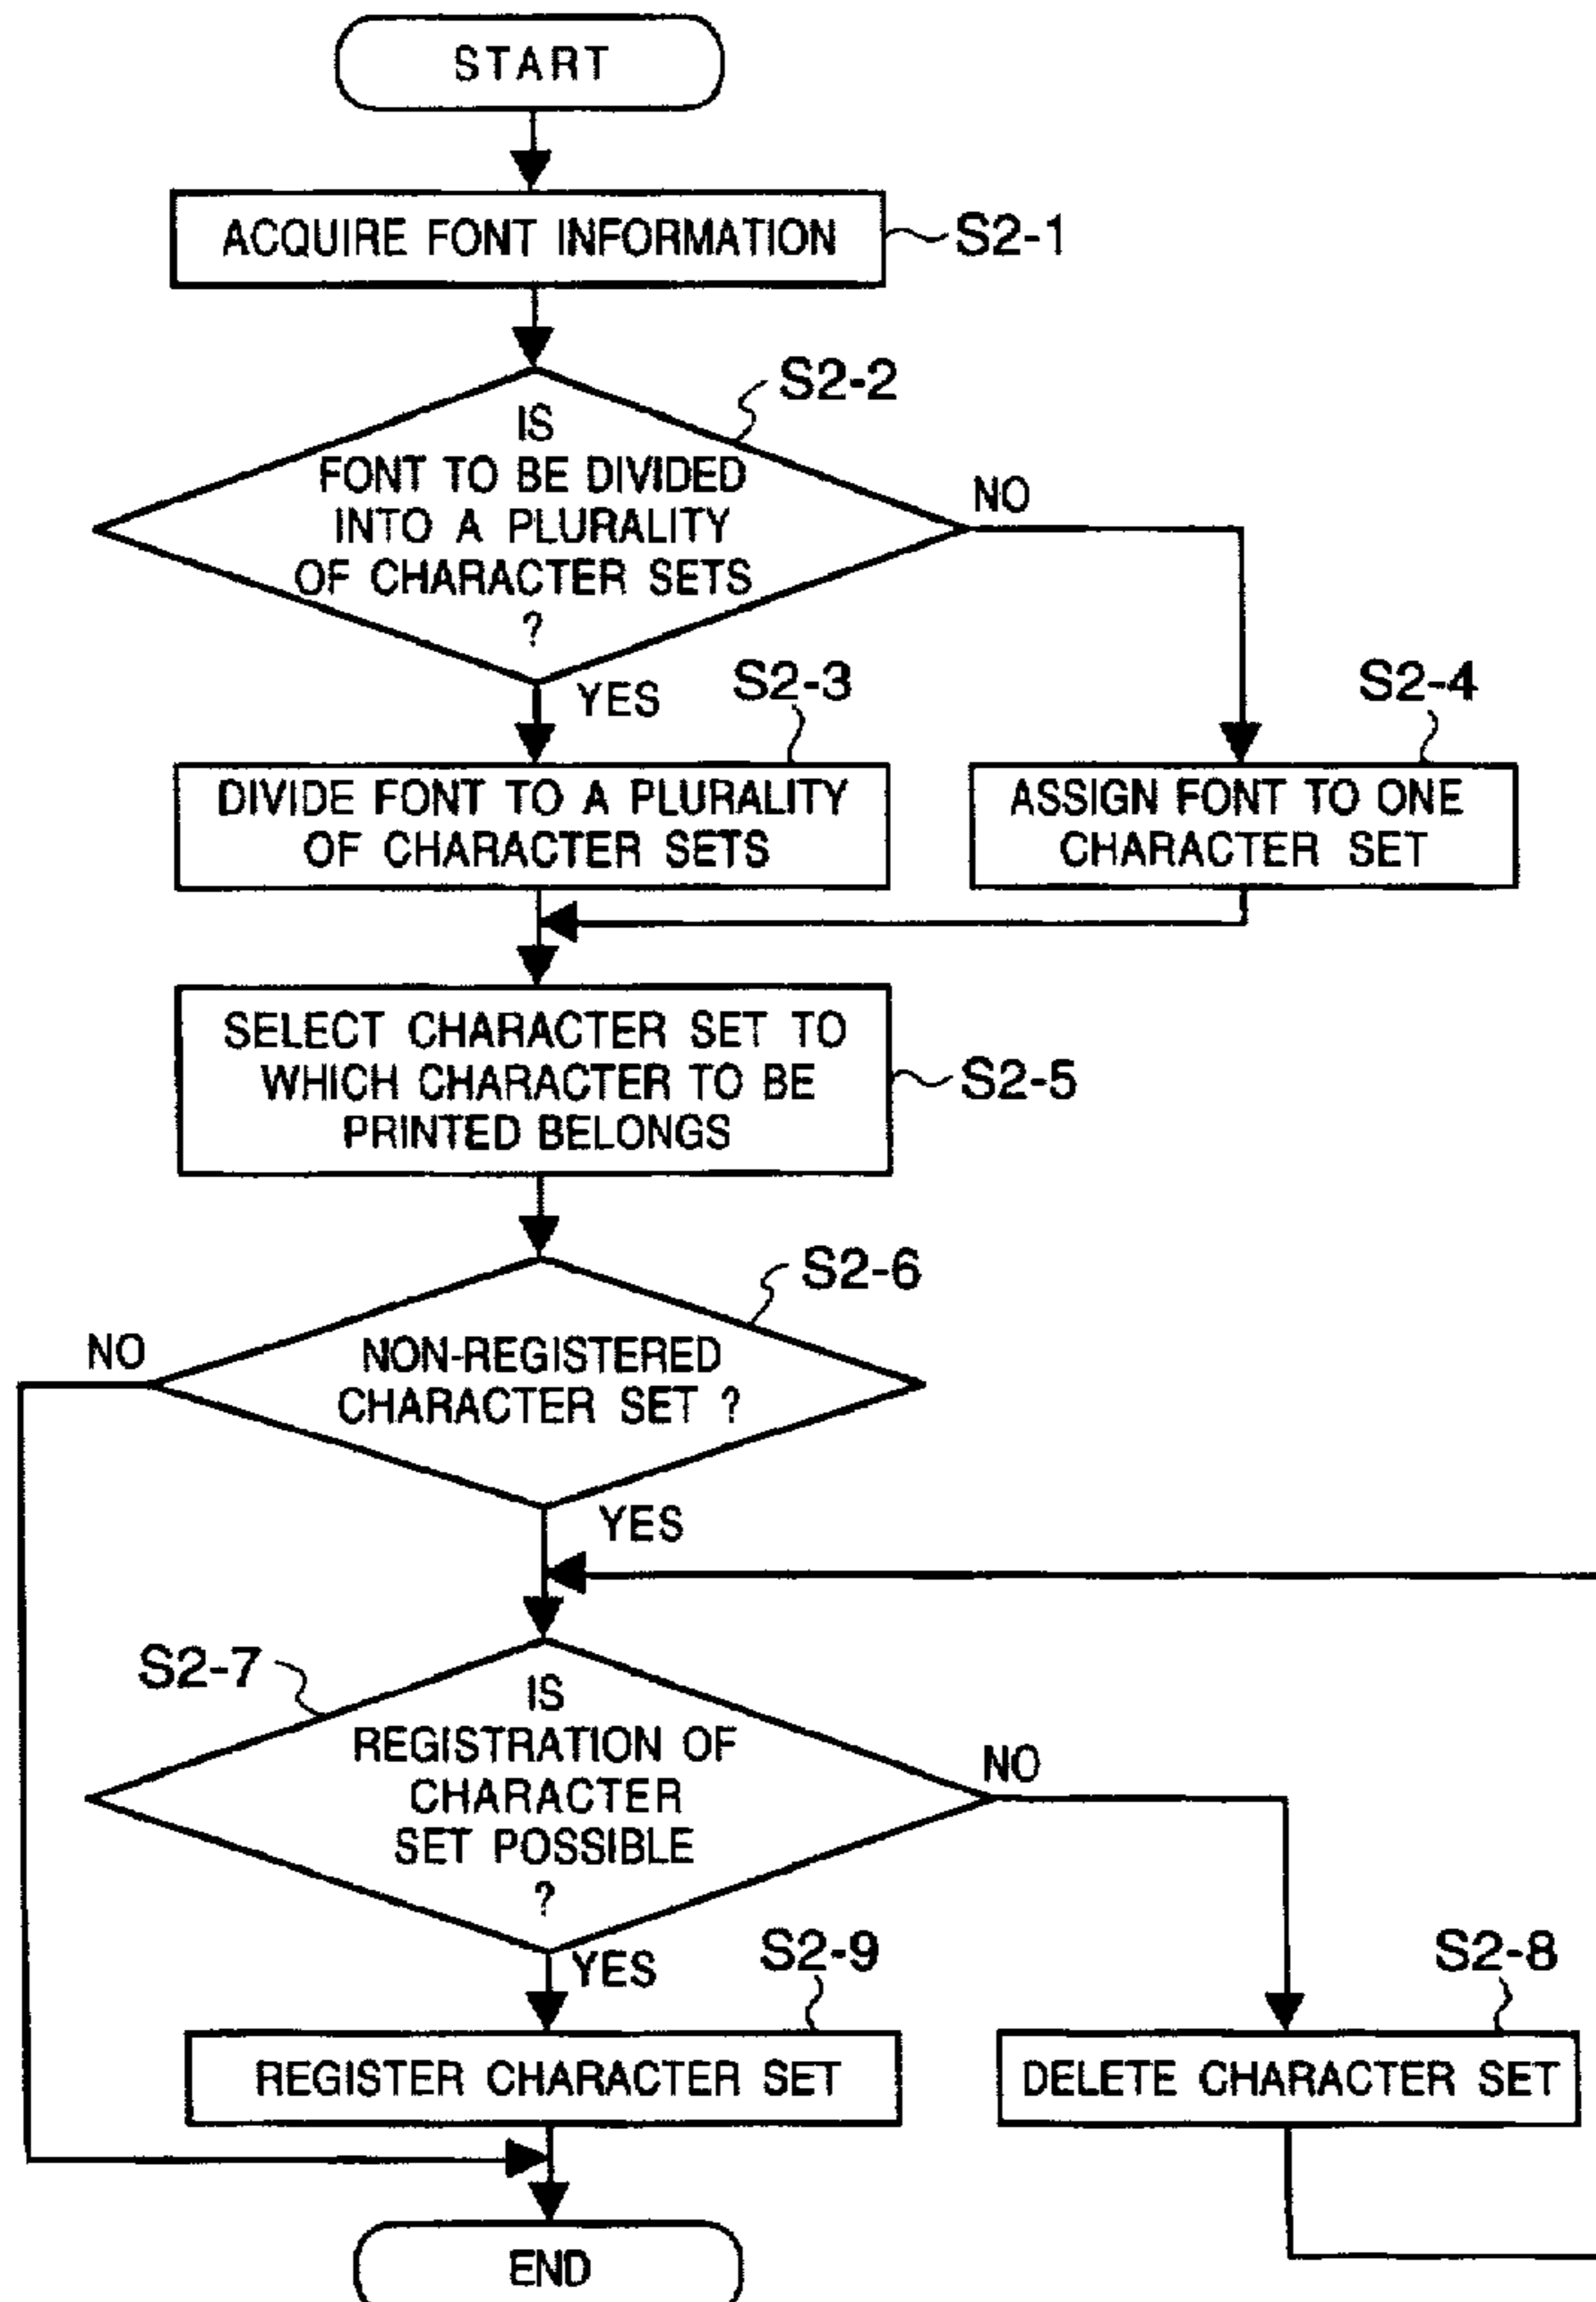 START
ACQUIRE FONT INFORMATION
S2-1
S2-2
IS
FONT TO BE DIVIDED
INTO A PLURALITY
OF CHARACTER SETS
?
NO
YES
S2-3
S2-4
DIVIDE FONT TO A PLURALITY
OF CHARACTER SETS
ASSIGN FONT TO ONE
CHARACTER SET
SELECT CHARACTER SET TO
WHICH CHARACTER TO BE
PRINTED BELONGS
S2-5
S2-6
NO
NON-REGISTERED
CHARACTER SET ?
YES
S2-7
IS
REGISTRATION OF
CHARACTER
SET POSSIBLE
?
NO
YES
S2-9
S2-8
REGISTER CHARACTER SET
DELETE CHARACTER SET
END